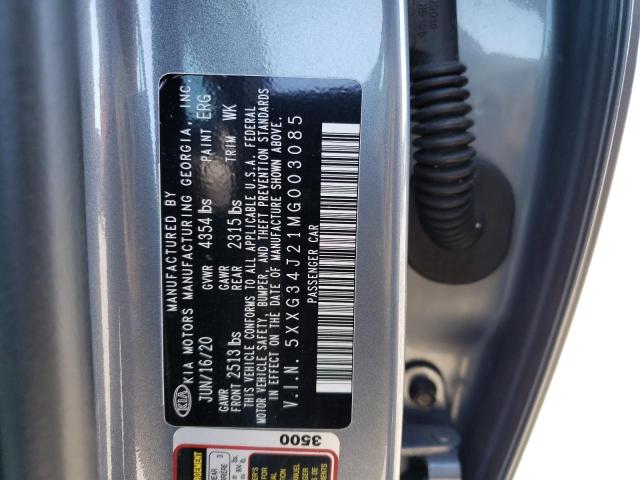 KIA
MANUFACTURED BY
KIA MOTORS MANUFACTURING GEORGIA, INC
JUN/16/20 GVWR 4354 lbs PAINT ERG
GAWR GAWR
FRONT 2513 lbs REAR 2315 lbs TRIM WK
THIS VEHICLE CONFORMS TO ALL APPLICABLE U.S.A. FEDERAL
MOTOR VEHICLE SAFETY, BUMPER, AND THEFT PREVENTION STANDARDS
IN EFFECT ON THE DATE OF MANUFACTURE SHOWN ABOVE.
V.I.N. 5XXG34J21MG003085
PASSENGER CAR
3500